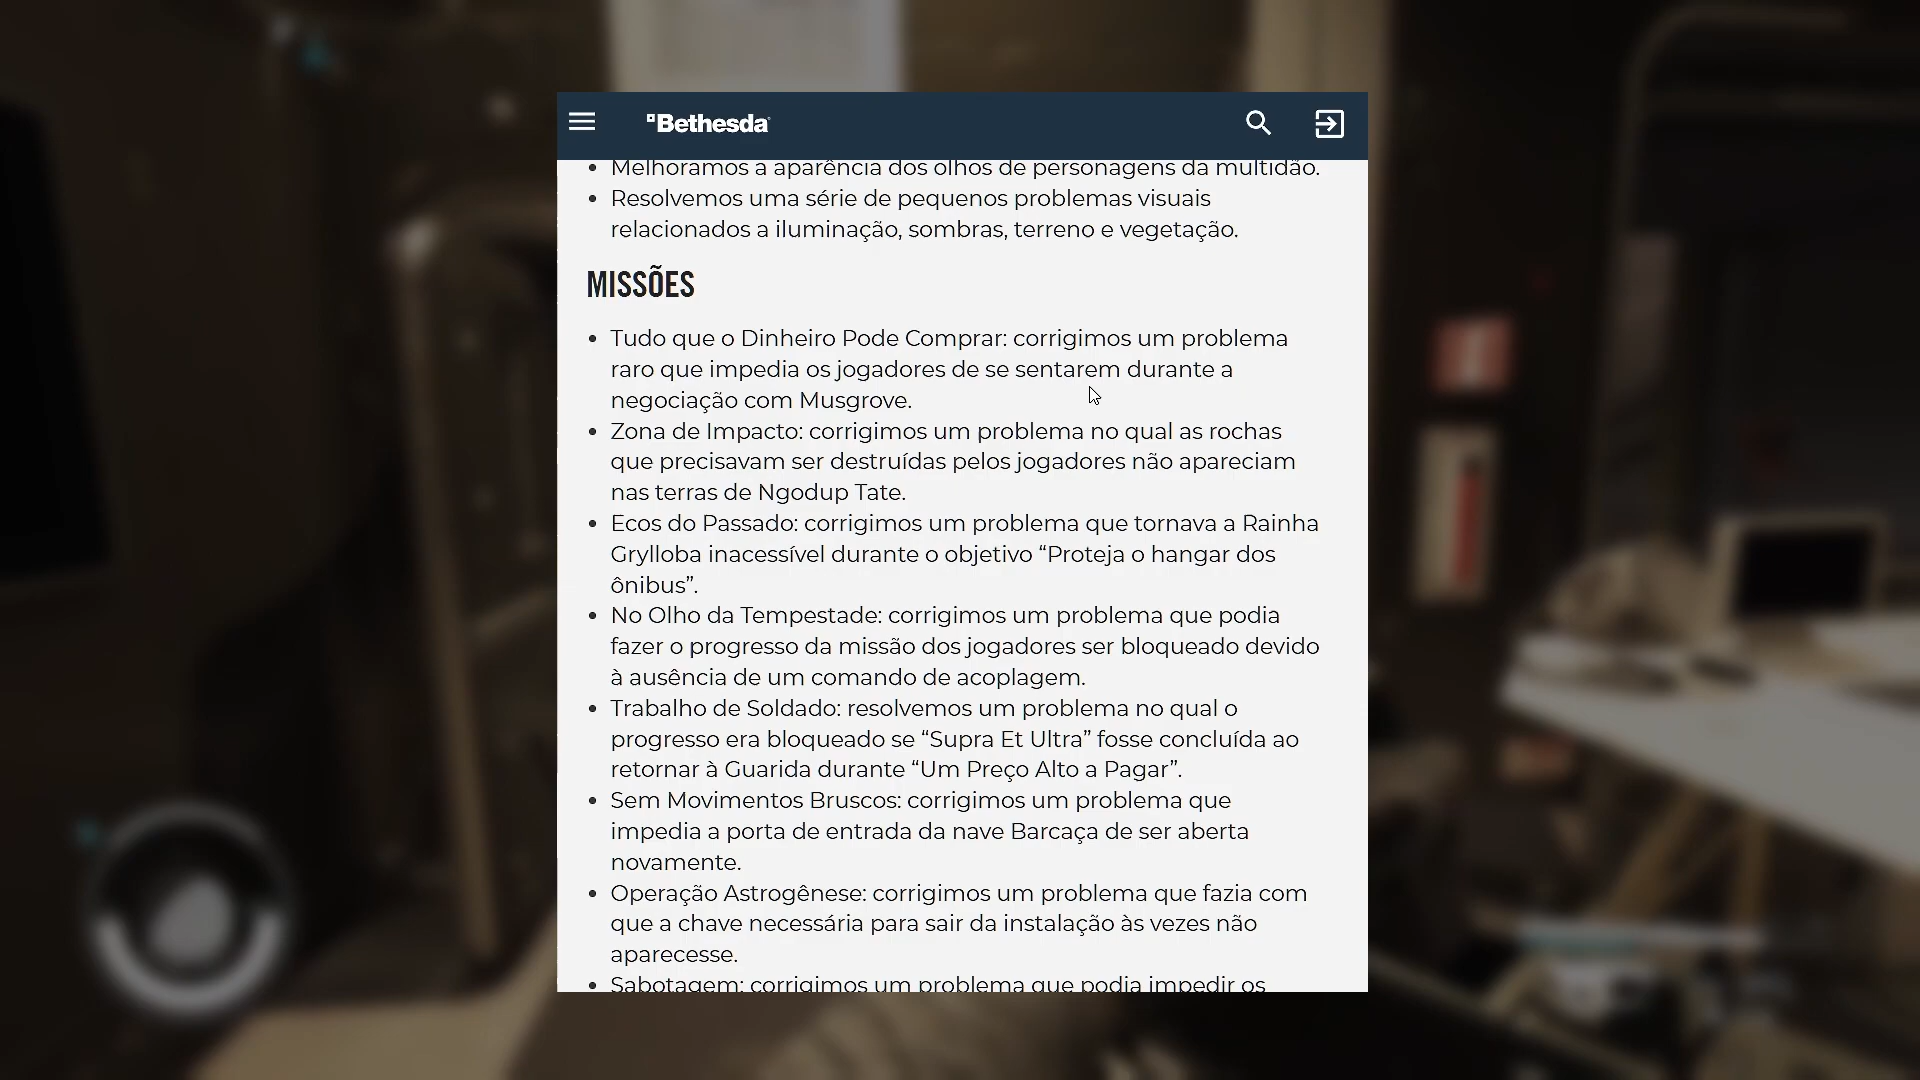 Bethesda
• Melhoramos a aparência dos olhos de personagens da multidão.
• Resolvemos uma série de pequenos problemas visuais
relacionados a iluminação, sombras, terreno e vegetação.
MISSÕES
• Tudo que o Dinheiro Pode Comprar: corrigimos um problema
raro que impedia os jogadores de se sentarem durante a
negociação com Musgrove.
• Zona de Impacto: corrigimos um problema no qual as rochas
que precisavam ser destruídas pelos jogadores não apareciam
nas terras de Ngodup Tate.
• Ecos do Passado: corrigimos um problema que tornava a Rainha
Grylloba inacessível durante o objetivo “Proteja o hangar dos
ônibus”.
• No Olho da Tempestade: corrigimos um problema que podia
fazer o progresso da missão dos jogadores ser bloqueado devido
à ausência de um comando de acoplagem.
• Trabalho de Soldado: resolvemos um problema no qual o
progresso era bloqueado se “Supra Et Ultra” fosse concluída ao
retornar à Guarida durante “Um Preço Alto a Pagar”.
• Sem Movimentos Bruscos: corrigimos um problema que
impedia a porta de entrada da nave Barcaça de ser aberta
novamente.
• Operação Astrogênese: corrigimos um problema que fazia com
que a chave necessária para sair da instalação às vezes não
aparecesse.
• Sabotagem: corrigimos um problema que podia impedir os